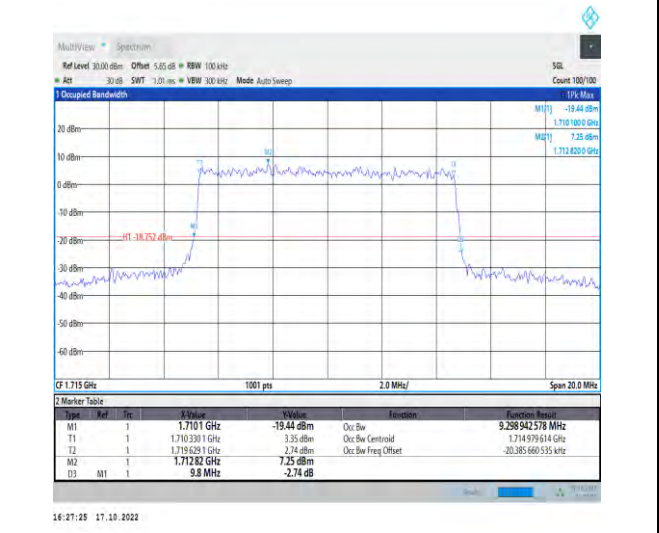 MultiView Spectrum
Ref Level 30.00 dBm Offset 5.65 dB RBW 100 kHz SGL
Att 30 dB SWT 1.01 ms VBW 300 kHz Mode Auto Sweep Count 100/100
1 Occupied Bandwidth 1Pk Max
M1[1] -19.44 dBm
1.710 100 0 GHz
M2[1] 7.25 dBm
1.712 820 0 GHz
20 dBm
M2
10 dBm
0 dBm
-10 dBm
M1
H1 -18.752 dBm
-20 dBm
-30 dBm
-40 dBm
-50 dBm
-60 dBm
CF 1.715 GHz 1001 pts 2.0 MHz/ Span 20.0 MHz
2 Marker Table
Type Ref Trc X-Value Y-Value Function Function Result
M1 1 1.7101 GHz -19.44 dBm Occ Bw 9.298 942 578 MHz
T1 1 1.710 330 1 GHz 3.35 dBm Occ Bw Centroid 1.714 979 614 GHz
T2 1 1.719 629 1 GHz 2.74 dBm Occ Bw Freq Offset -20.385 660 535 kHz
M2 1 1.712 82 GHz 7.25 dBm
D3 M1 1 9.8 MHz -2.74 dB
16:27:25 17.10.2022